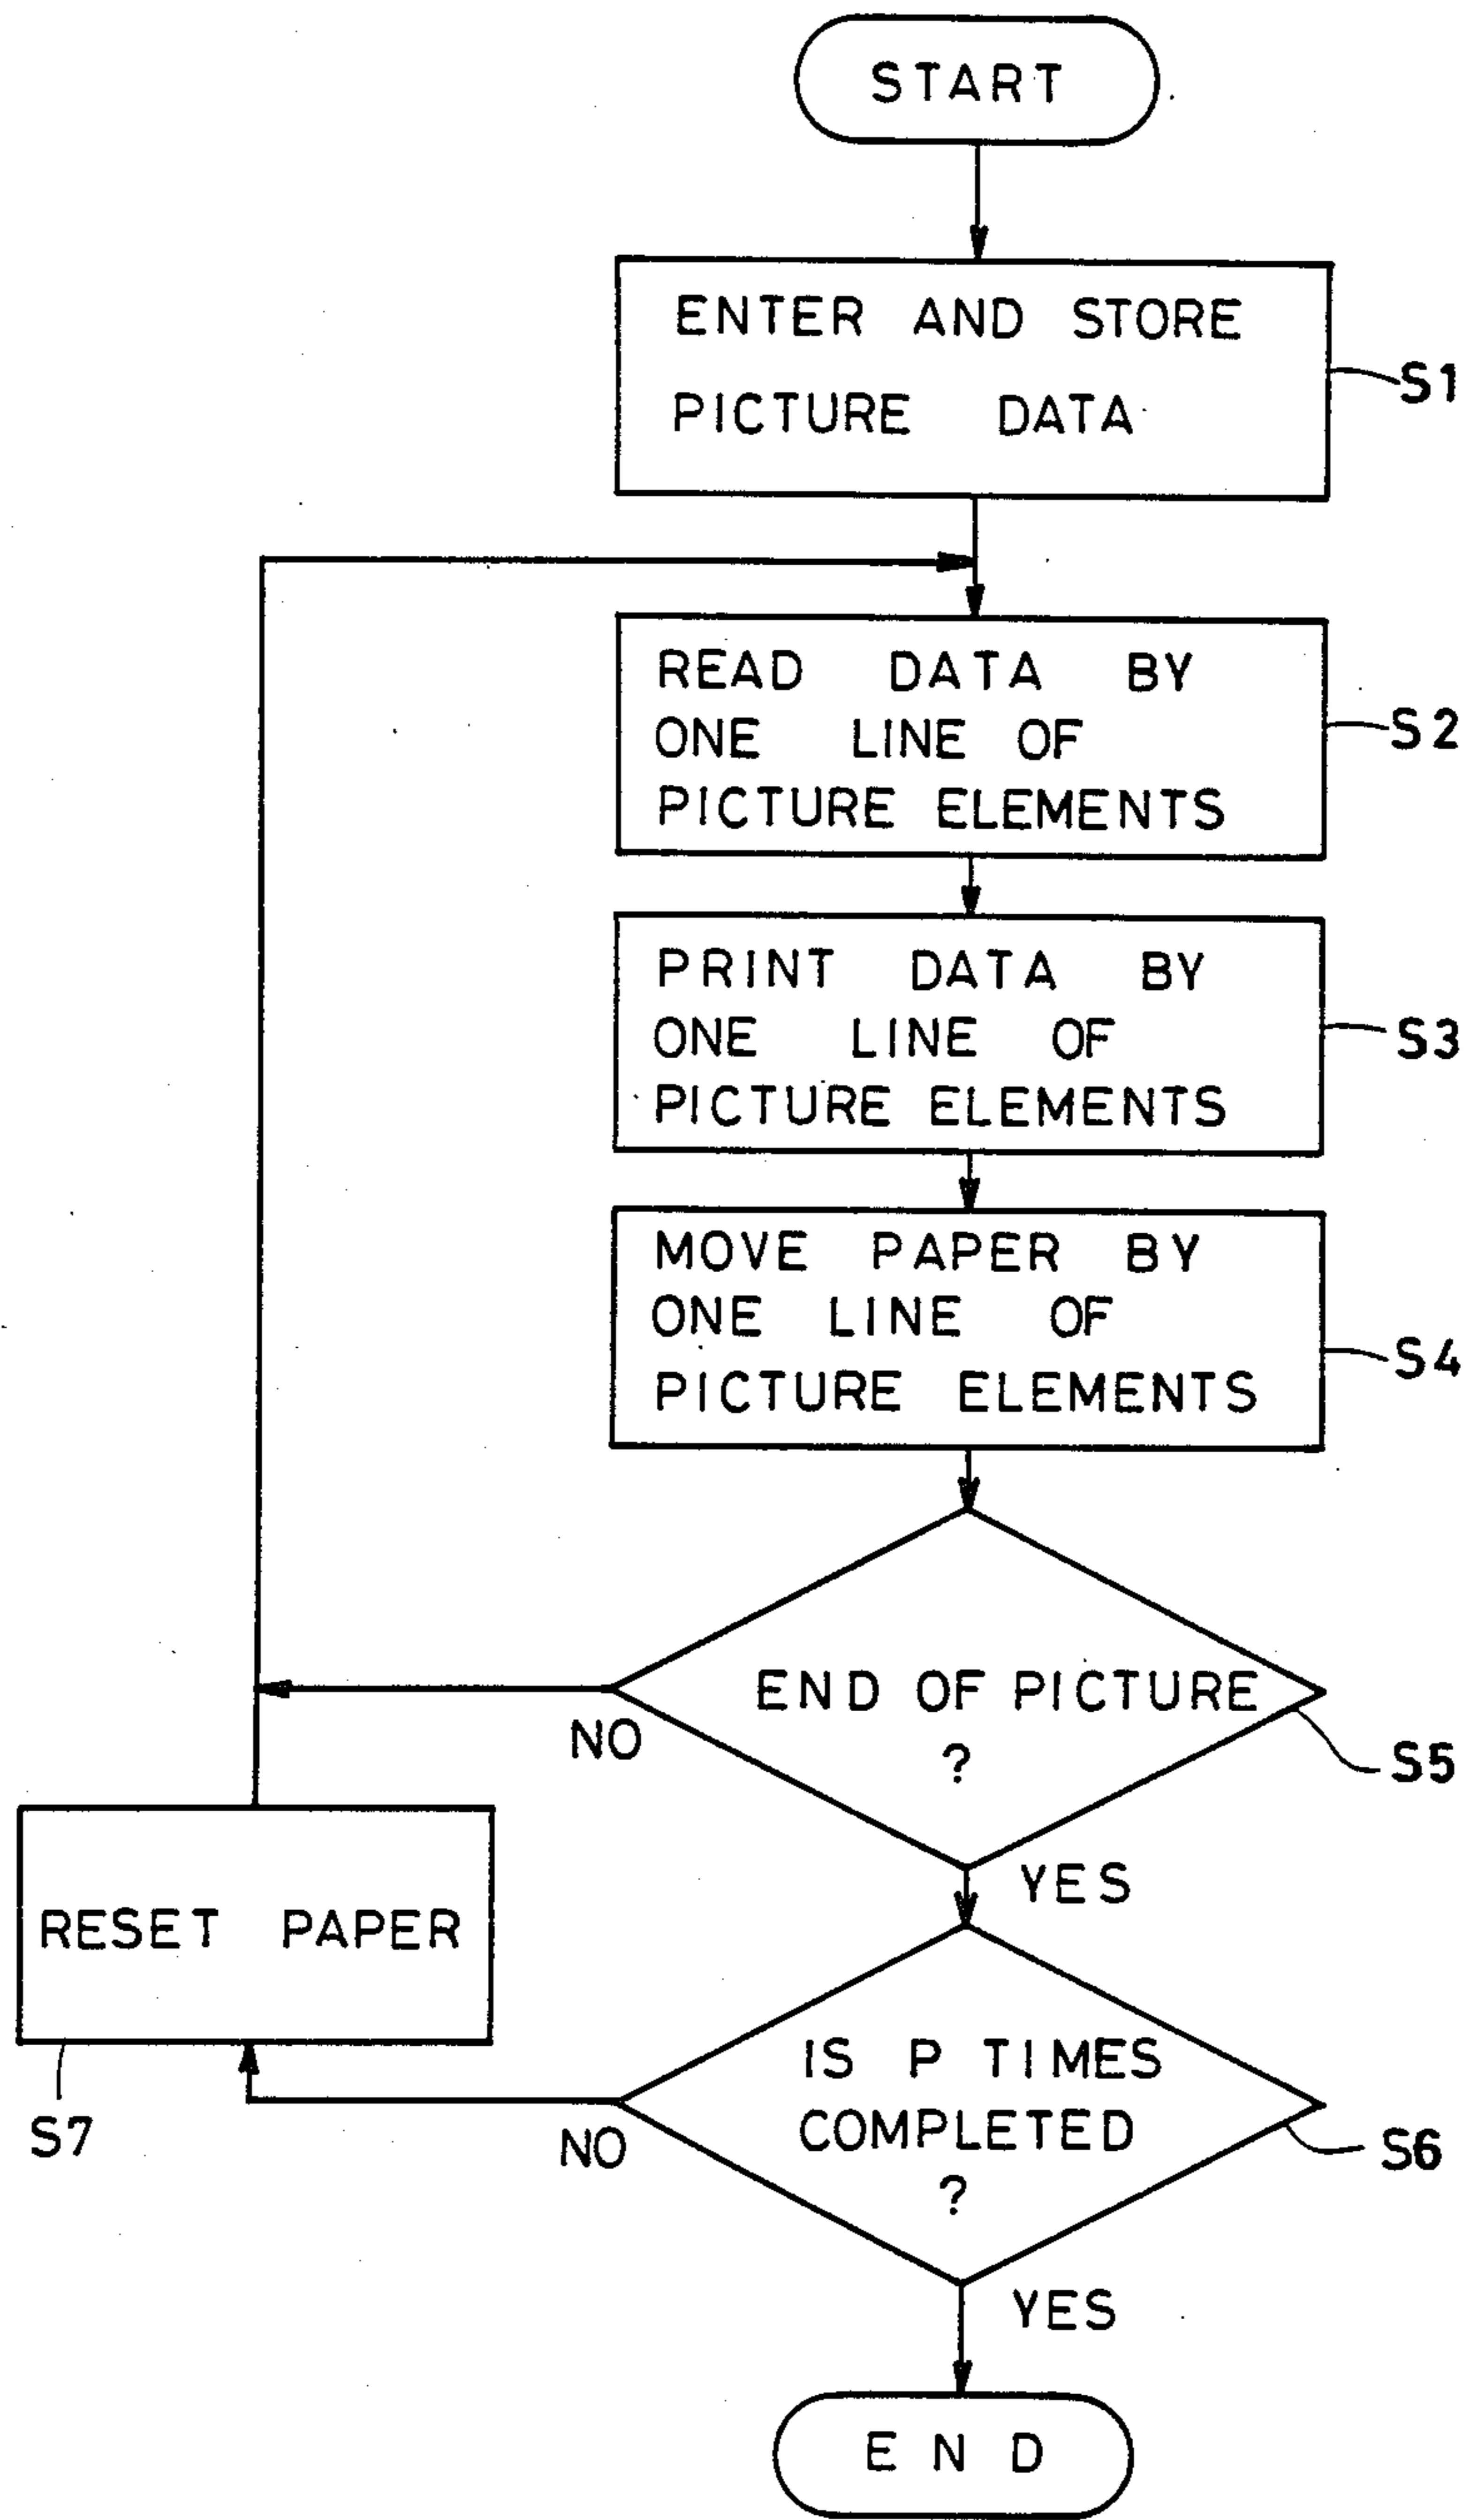 START
ENTER AND STORE
PICTURE DATA
S1
READ DATA BY
ONE LINE OF
PICTURE ELEMENTS
S2
PRINT DATA BY
ONE LINE OF
PICTURE ELEMENTS
S3
MOVE PAPER BY
ONE LINE OF
PICTURE ELEMENTS
S4
END OF PICTURE
?
NO
S5
YES
RESET PAPER
S7
IS P TIMES
COMPLETED
?
NO
S6
YES
END